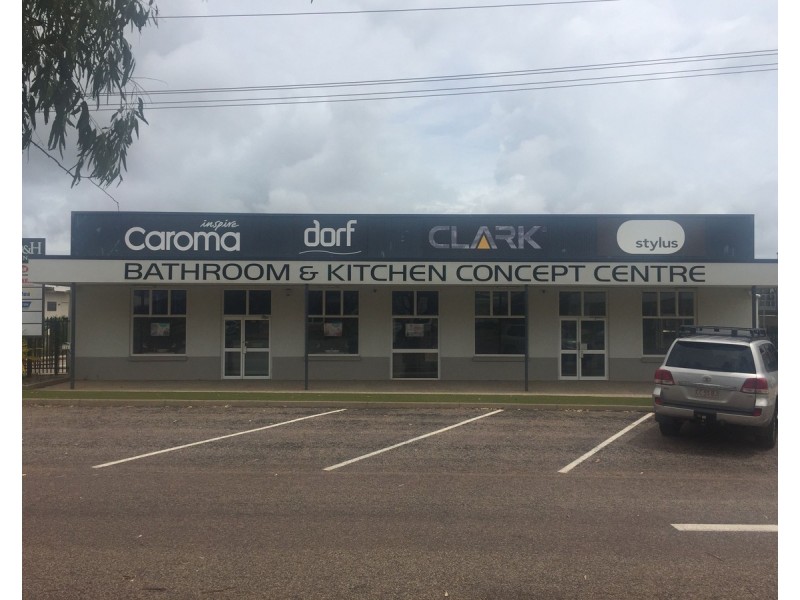 inspire
Caroma
dorf
CLARK
stylus
BATHROOM & KITCHEN CONCEPT CENTRE
&H